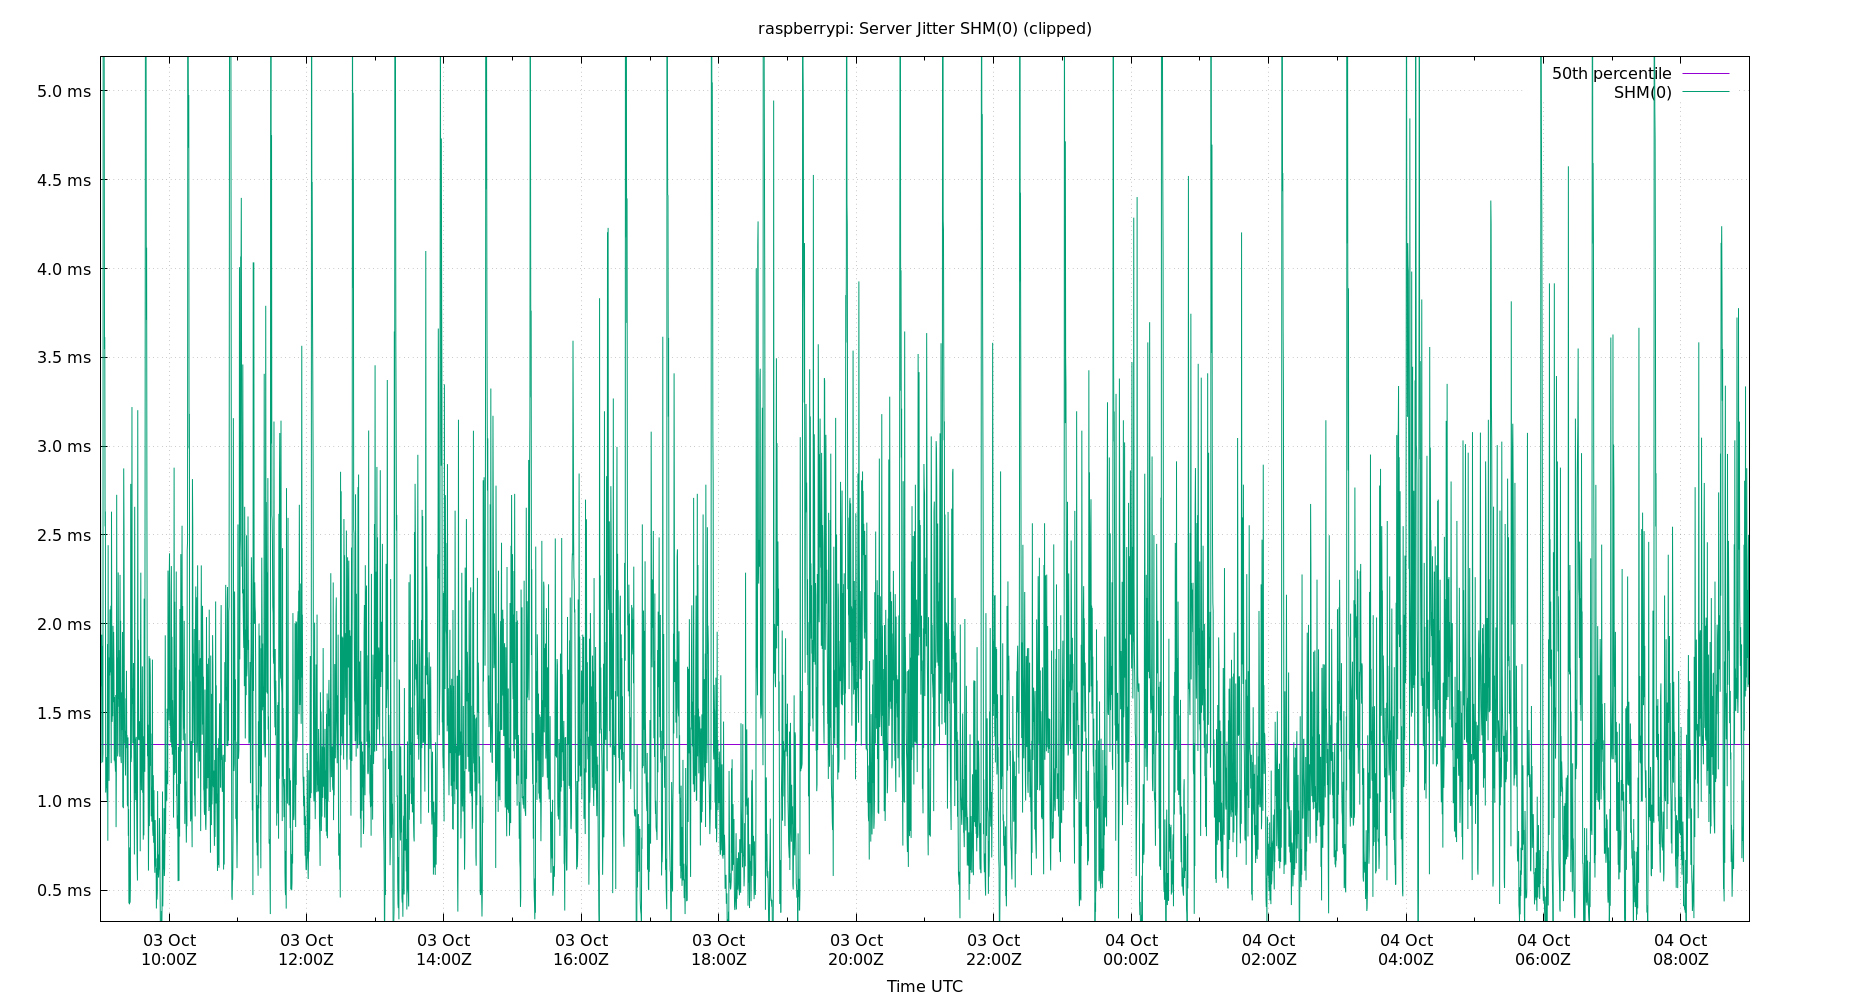 raspberrypi: Server Jitter SHM(0) (clipped)
50th percentile
SHM(0)
5.0 ms
4.5 ms
4.0 ms
3.5 ms
3.0 ms
2.5 ms
2.0 ms
1.5 ms
1.0 ms
0.5 ms
03 Oct 03 Oct 03 Oct 03 Oct 03 Oct 03 Oct 03 Oct 04 Oct 04 Oct 04 Oct 04 Oct 04 Oct
10:00Z 12:00Z 14:00Z 16:00Z 18:00Z 20:00Z 22:00Z 00:00Z 02:00Z 04:00Z 06:00Z 08:00Z
Time UTC